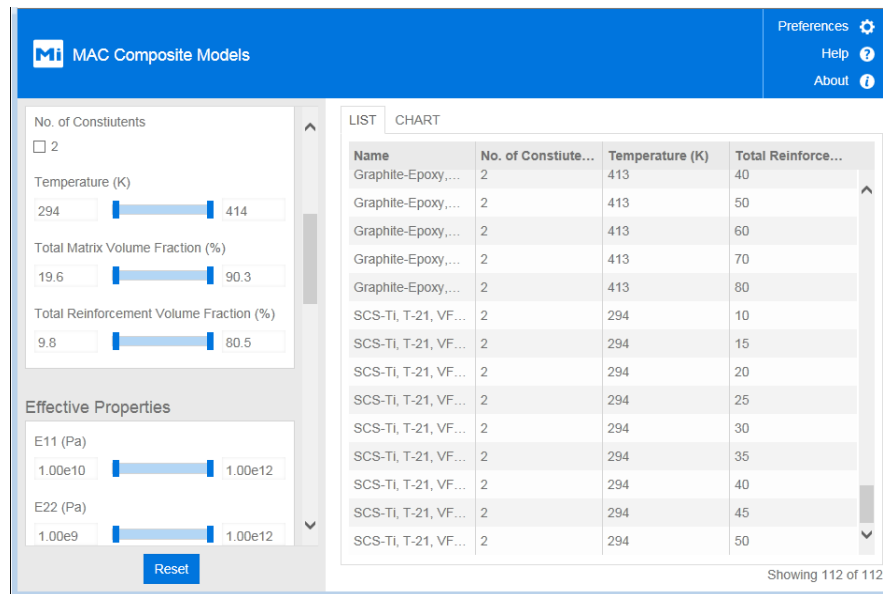 Preferences
Mi MAC Composite Models
Help
About
No. of Constiutents
2
Temperature (K)
294 414
Total Matrix Volume Fraction (%)
19.6 90.3
Total Reinforcement Volume Fraction (%)
9.8 80.5
Effective Properties
E11 (Pa)
1.00e10 1.00e12
E22 (Pa)
1.00e9 1.00e12
Reset
LIST CHART
Name No. of Constiute... Temperature (K) Total Reinforce...
Graphite-Epoxy,... 2 413 40
Graphite-Epoxy,... 2 413 50
Graphite-Epoxy,... 2 413 60
Graphite-Epoxy,... 2 413 70
Graphite-Epoxy,... 2 413 80
SCS-Ti, T-21, VF... 2 294 10
SCS-Ti, T-21, VF... 2 294 15
SCS-Ti, T-21, VF... 2 294 20
SCS-Ti, T-21, VF... 2 294 25
SCS-Ti, T-21, VF... 2 294 30
SCS-Ti, T-21, VF... 2 294 35
SCS-Ti, T-21, VF... 2 294 40
SCS-Ti, T-21, VF... 2 294 45
SCS-Ti, T-21, VF... 2 294 50
Showing 112 of 112